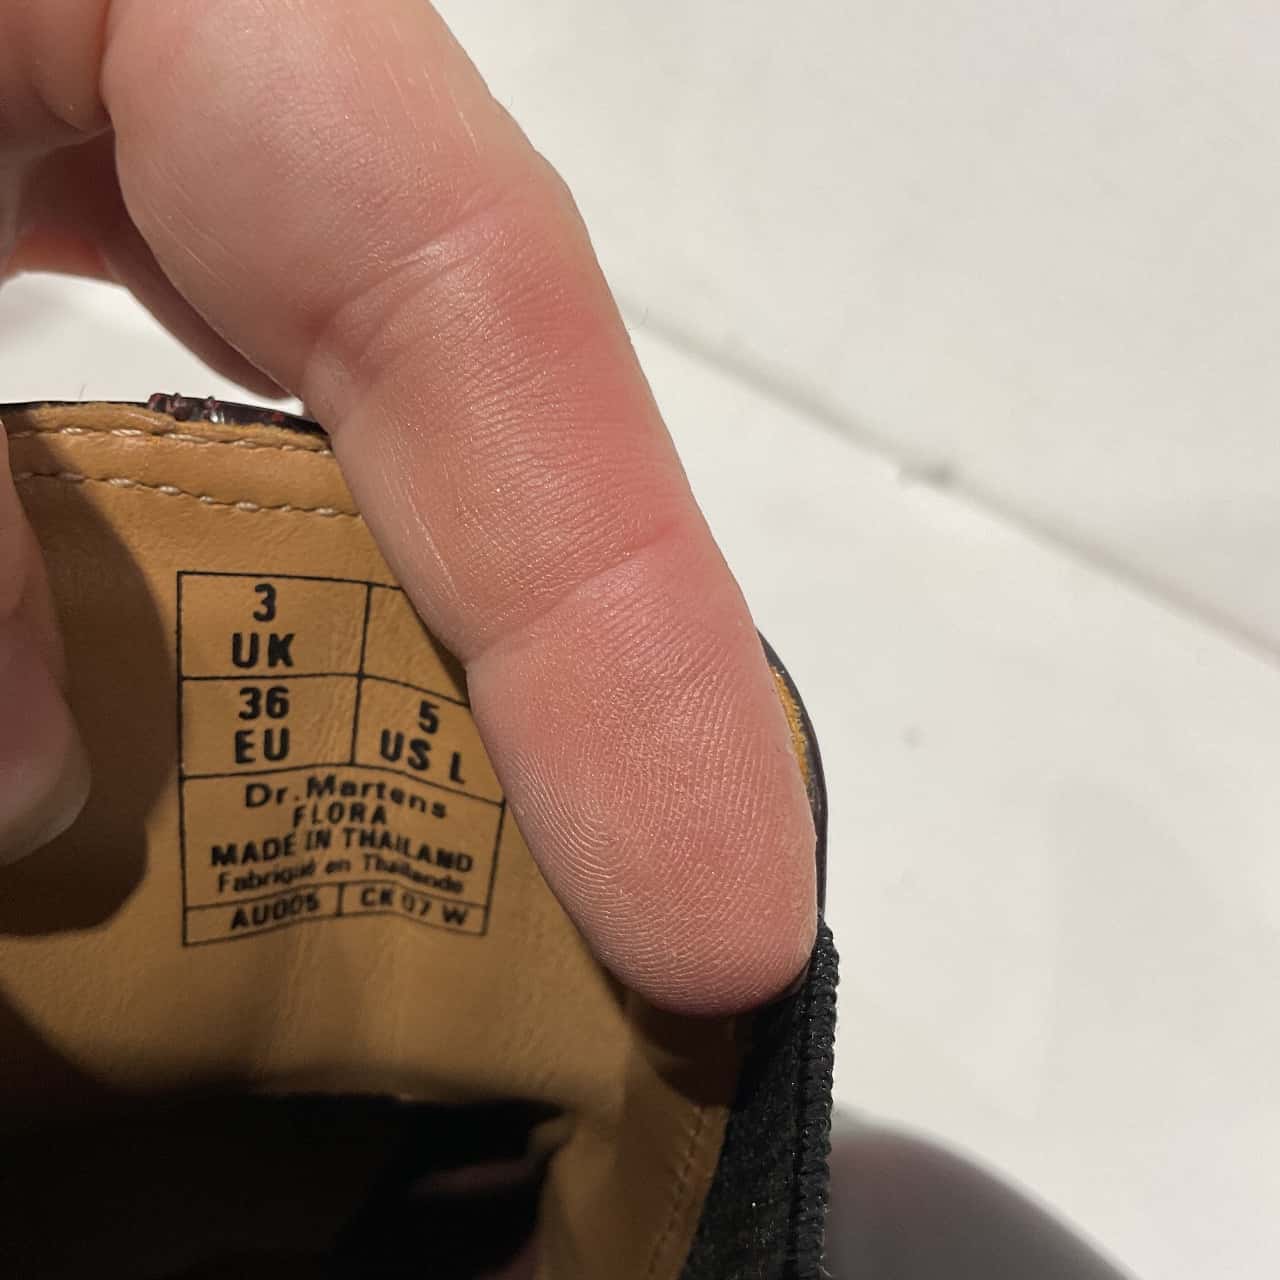 3
UK
36
EU
5
US L
Dr. Martens
FLORA
MADE IN THAILAND
Fabriqué en Thaïlande
AU005 CK 07 W